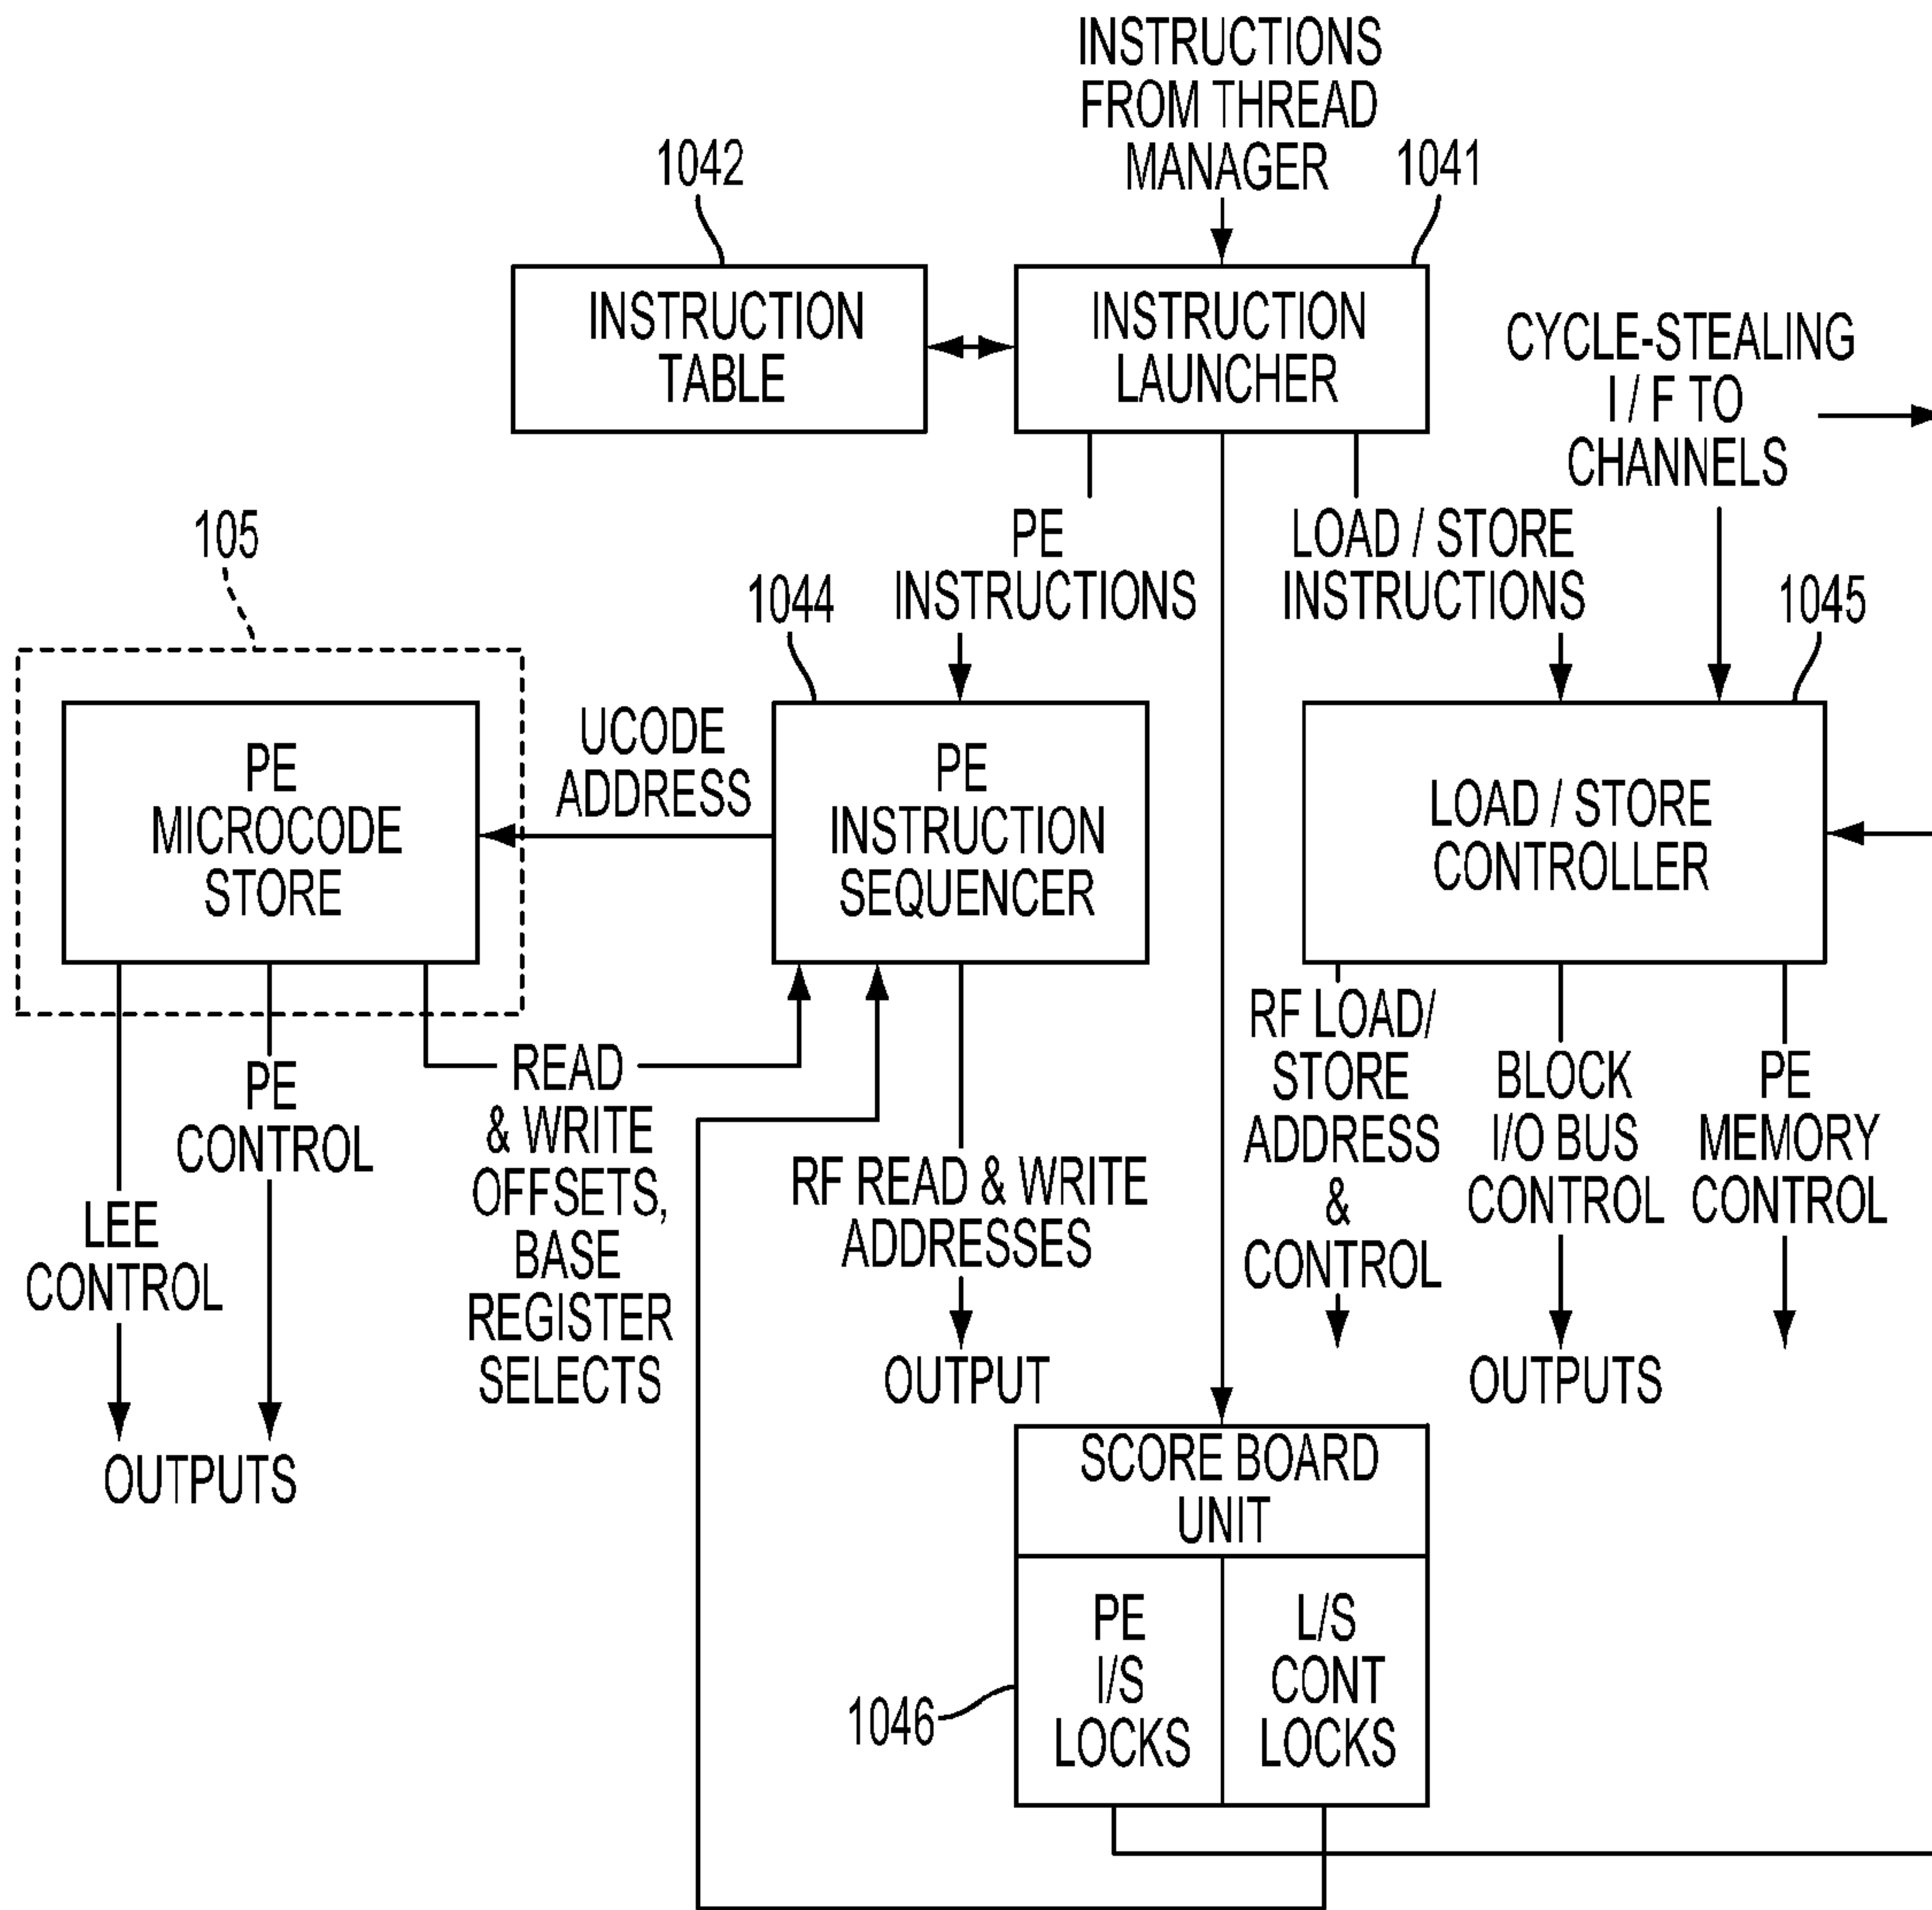 INSTRUCTIONS
FROM THREAD
MANAGER
1042
1041
INSTRUCTION
TABLE
INSTRUCTION
LAUNCHER
CYCLE-STEALING
I / F TO
CHANNELS
PE
INSTRUCTIONS
LOAD / STORE
INSTRUCTIONS
105
1044
1045
PE
MICROCODE
STORE
UCODE
ADDRESS
PE
INSTRUCTION
SEQUENCER
LOAD / STORE
CONTROLLER
LEE
CONTROL
PE
CONTROL
READ
& WRITE
OFFSETS,
BASE
REGISTER
SELECTS
RF READ & WRITE
ADDRESSES
RF LOAD/
STORE
ADDRESS
&
CONTROL
BLOCK
I/O BUS
CONTROL
PE
MEMORY
CONTROL
OUTPUTS
OUTPUT
OUTPUTS
SCORE BOARD
UNIT
PE
I/S
LOCKS
L/S
CONT
LOCKS
1046